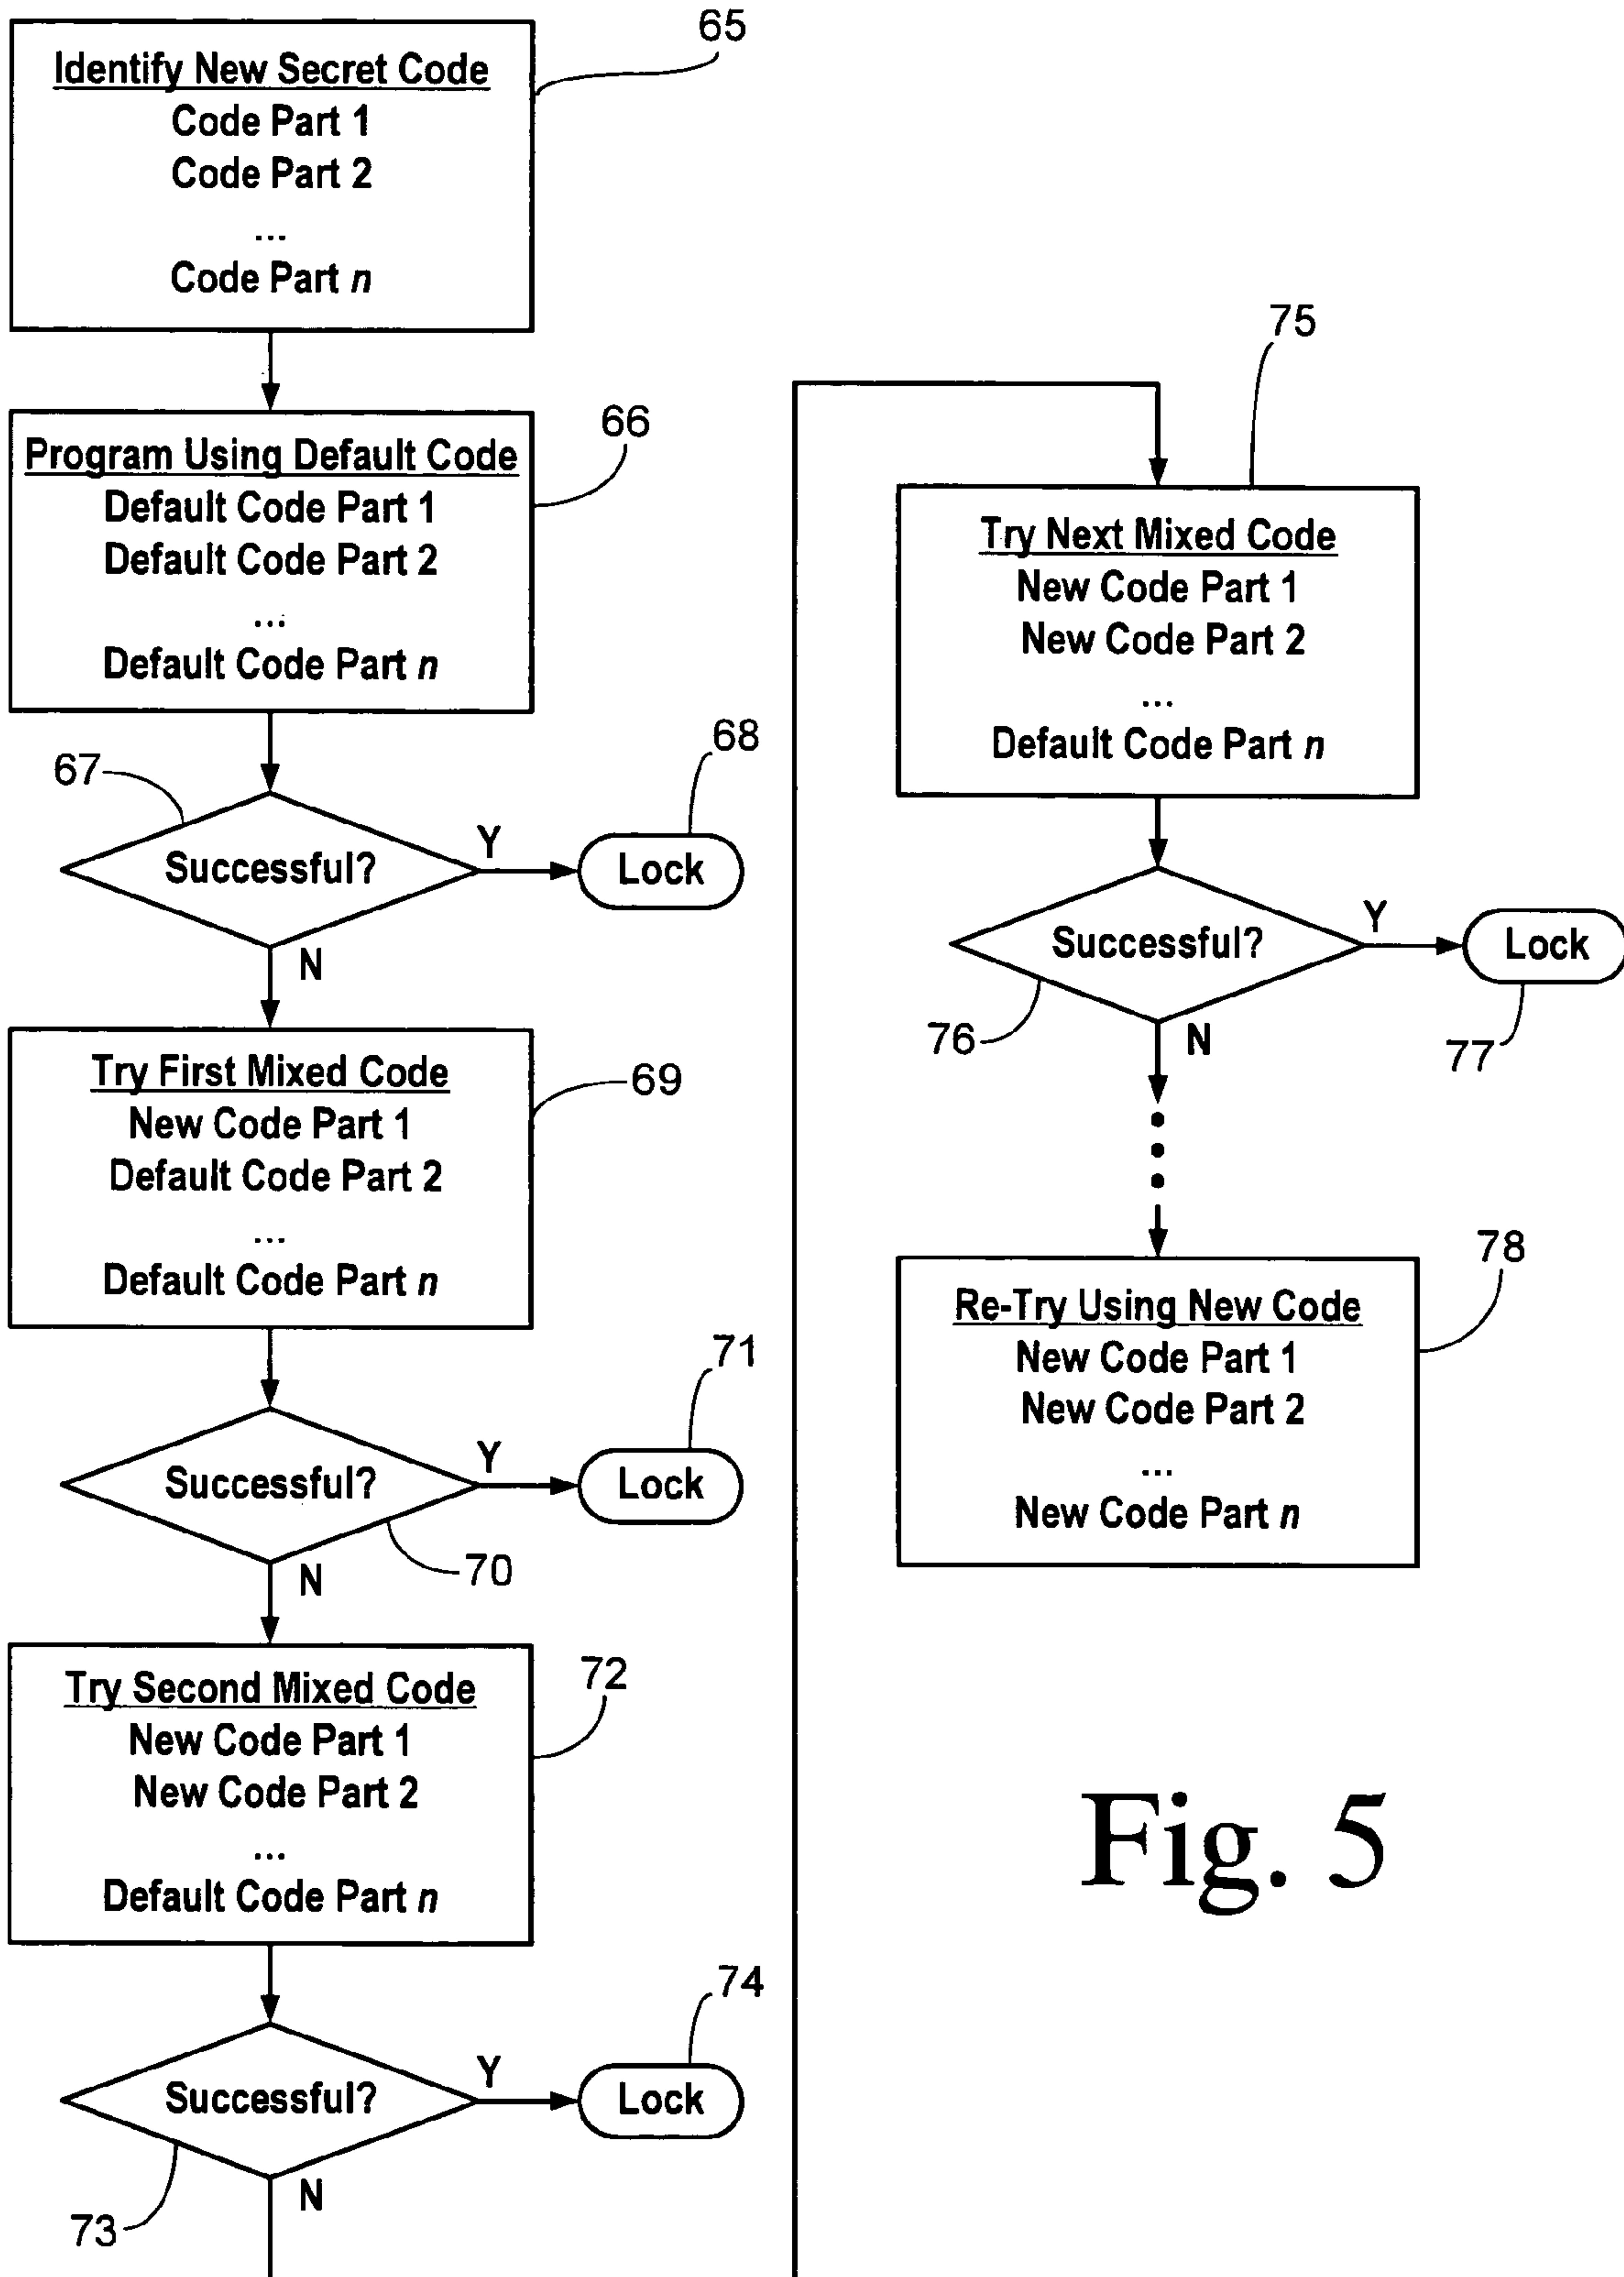 65
Identify New Secret Code
Code Part 1
Code Part 2
...
Code Part n
66
Program Using Default Code
Default Code Part 1
Default Code Part 2
...
Default Code Part n
67
Successful?
Y
68
Lock
N
69
Try First Mixed Code
New Code Part 1
Default Code Part 2
...
Default Code Part n
70
Successful?
Y
71
Lock
N
72
Try Second Mixed Code
New Code Part 1
New Code Part 2
...
Default Code Part n
73
Successful?
Y
74
Lock
N
75
Try Next Mixed Code
New Code Part 1
New Code Part 2
...
Default Code Part n
76
Successful?
Y
Lock
77
N
78
Re-Try Using New Code
New Code Part 1
New Code Part 2
...
New Code Part n
Fig. 5